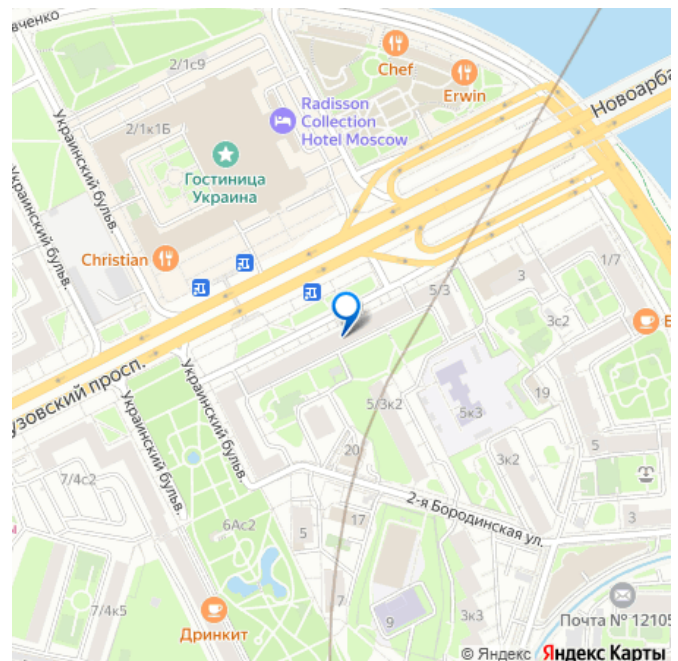 вченко
2/1с9
Chef
Erwin
Новоарба
Radisson
Collection
Hotel Moscow
2/1к1Б
Украинский бульв.
Украинский бульв.
Гостиница
Украина
Christian
5/3
3
1/7
3с2
В
узовский просп.
Украинский бульв.
Украинский бульв.
5/3к2
5к3
19
20
3к2
5
7/4с2
2-я Бородинская ул.
6Ас2
5
17
3
7/4к5
7
9
3к3
Почта № 12105
Дринкит
© Яндекс Яндекс Карты